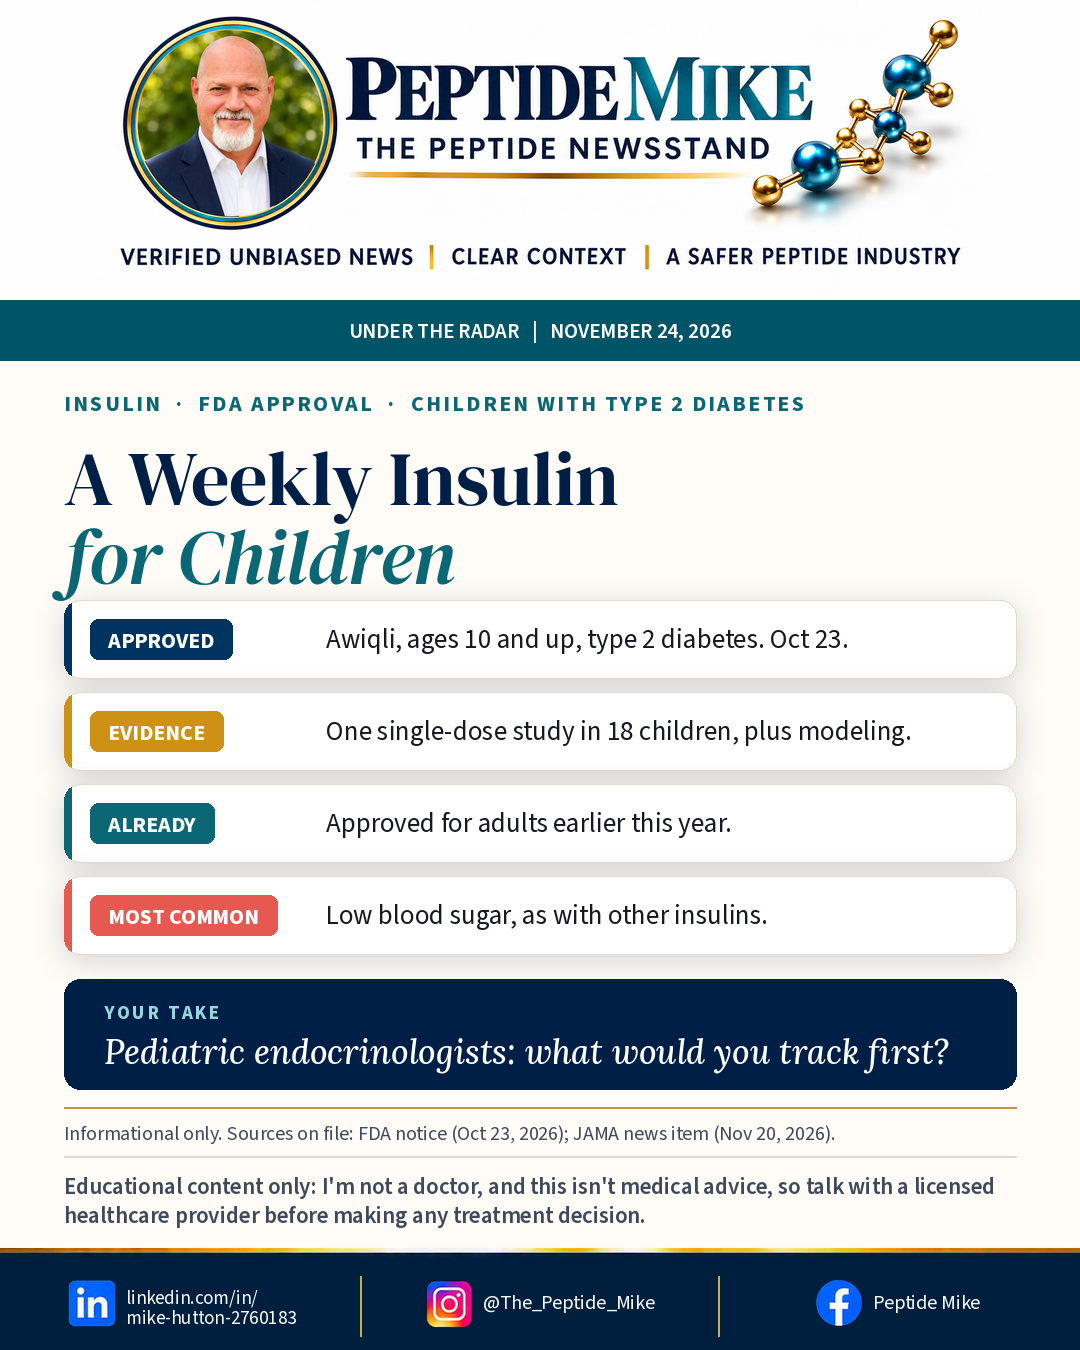 PEPTIDEMIKE
THE PEPTIDE NEWSSTAND
VERIFIED UNBIASED NEWS | CLEAR CONTEXT | A SAFER PEPTIDE INDUSTRY
UNDER THE RADAR | NOVEMBER 24, 2026
INSULIN · FDA APPROVAL · CHILDREN WITH TYPE 2 DIABETES
A Weekly Insulin
for Children
APPROVED Awiqli, ages 10 and up, type 2 diabetes. Oct 23.
EVIDENCE One single-dose study in 18 children, plus modeling.
ALREADY Approved for adults earlier this year.
MOST COMMON Low blood sugar, as with other insulins.
YOUR TAKE
Pediatric endocrinologists: what would you track first?
Informational only. Sources on file: FDA notice (Oct 23, 2026); JAMA news item (Nov 20, 2026).
Educational content only: I'm not a doctor, and this isn't medical advice, so talk with a licensed
healthcare provider before making any treatment decision.
linkedin.com/in/
mike-hutton-2760183
@The_Peptide_Mike
Peptide Mike